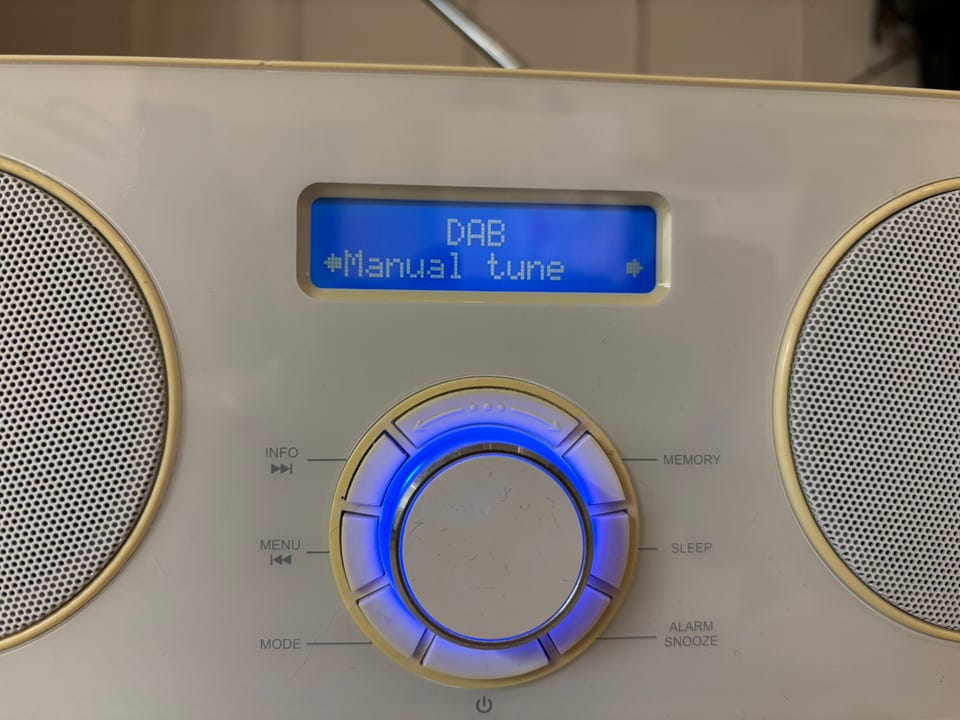 DAB
Manual tune
INFO
MENU
MODE
MEMORY
SLEEP
ALARM
SNOOZE